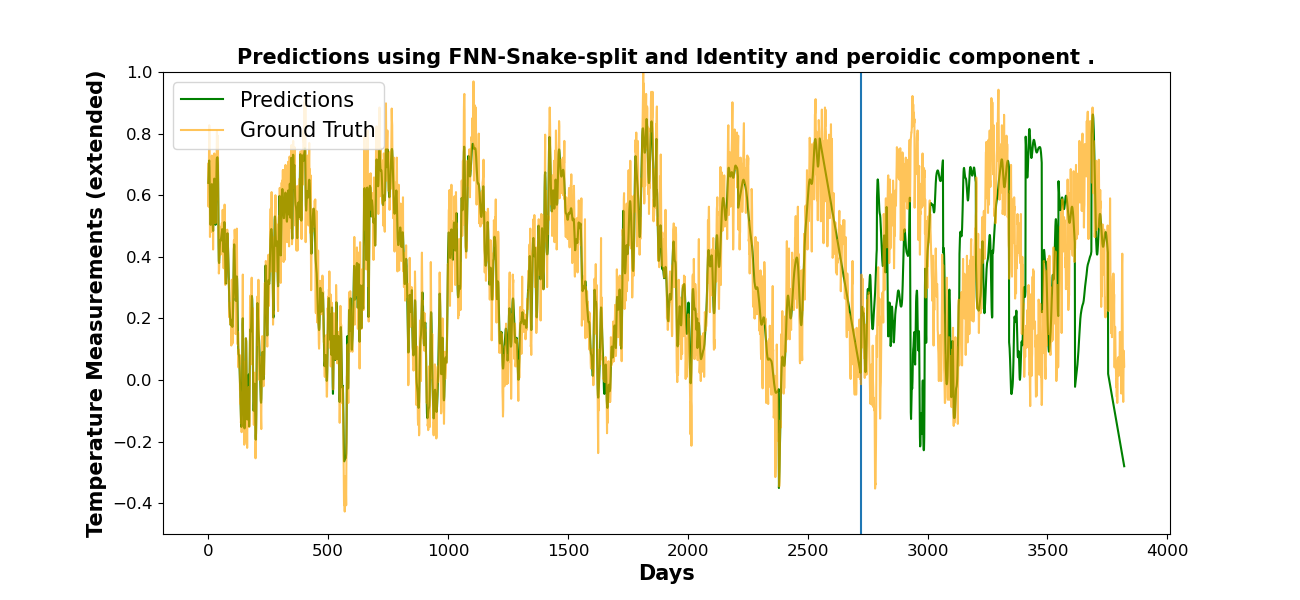 Predictions using FNN-Snake-split and Identity and peroidic component .
Predictions
Ground Truth
Temperature Measurements (extended)
1.0
0.8
0.6
0.4
0.2
0.0
−0.2
−0.4
0 500 1000 1500 2000 2500 3000 3500 4000
Days